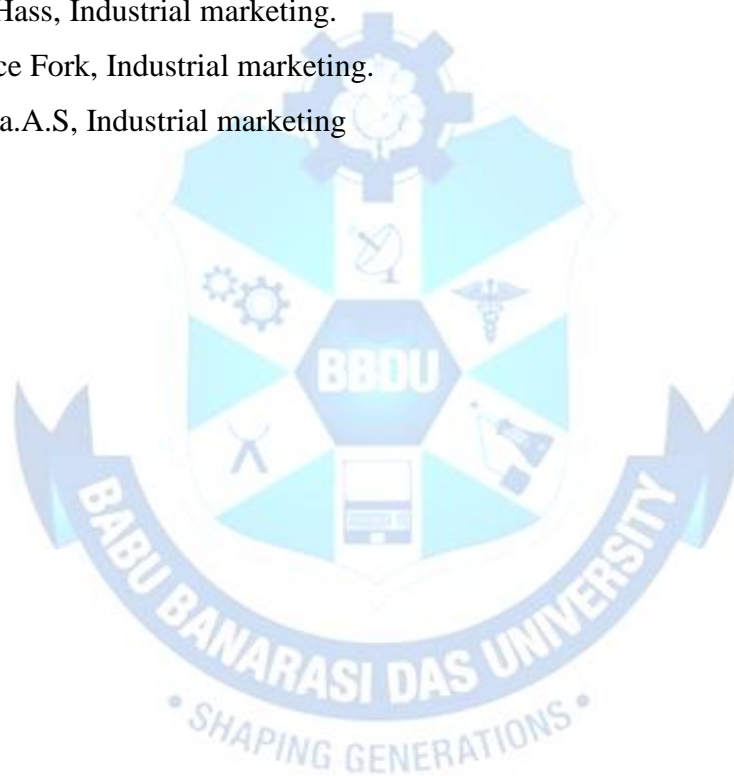 Hass, Industrial marketing.
ce Fork, Industrial marketing.
a.A.S, Industrial marketing
BBDU
BABU BANARASI DAS UNIVERSITY
• SHAPING GENERATIONS •